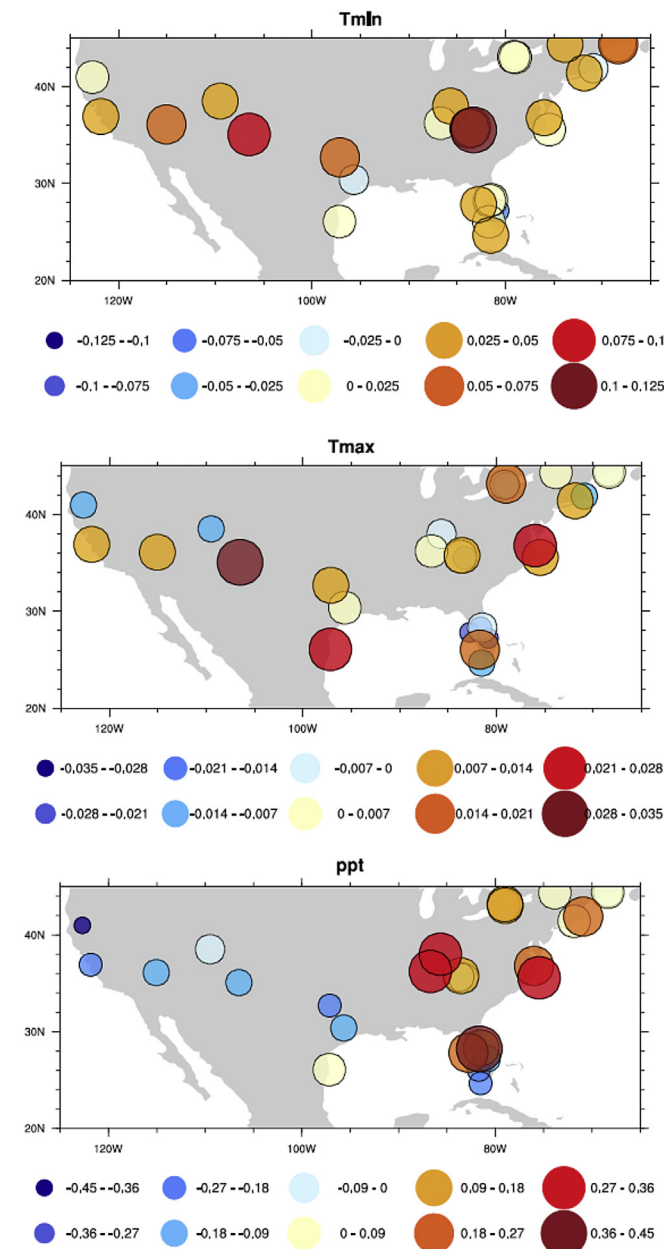 Tmin
40N
30N
20N
120W 100W 80W
-0,125 - -0,1 -0,075 - -0,05 -0,025 - 0 0,025 - 0,05 0,075 - 0,1
-0.1 - -0.075 -0.05 - -0.025 0 - 0.025 0.05 - 0.075 0.1 - 0.125
Tmax
40N
30N
20N
120W 100W 80W
-0,035 - -0,028 -0,021 - -0,014 -0,007 - 0 0,007 - 0,014 0,021 - 0,028
-0.028 - -0.021 -0.014 - -0.007 0 - 0.007 0.014 - 0.021 0.028 - 0.035
ppt
40N
30N
20N
120W 100W 80W
-0,45 - -0,36 -0,27 - -0,18 -0,09 - 0 0,09 - 0,18 0,27 - 0,36
-0.36 - -0.27 -0.18 - -0.09 0 - 0.09 0.18 - 0.27 0.36 - 0.45